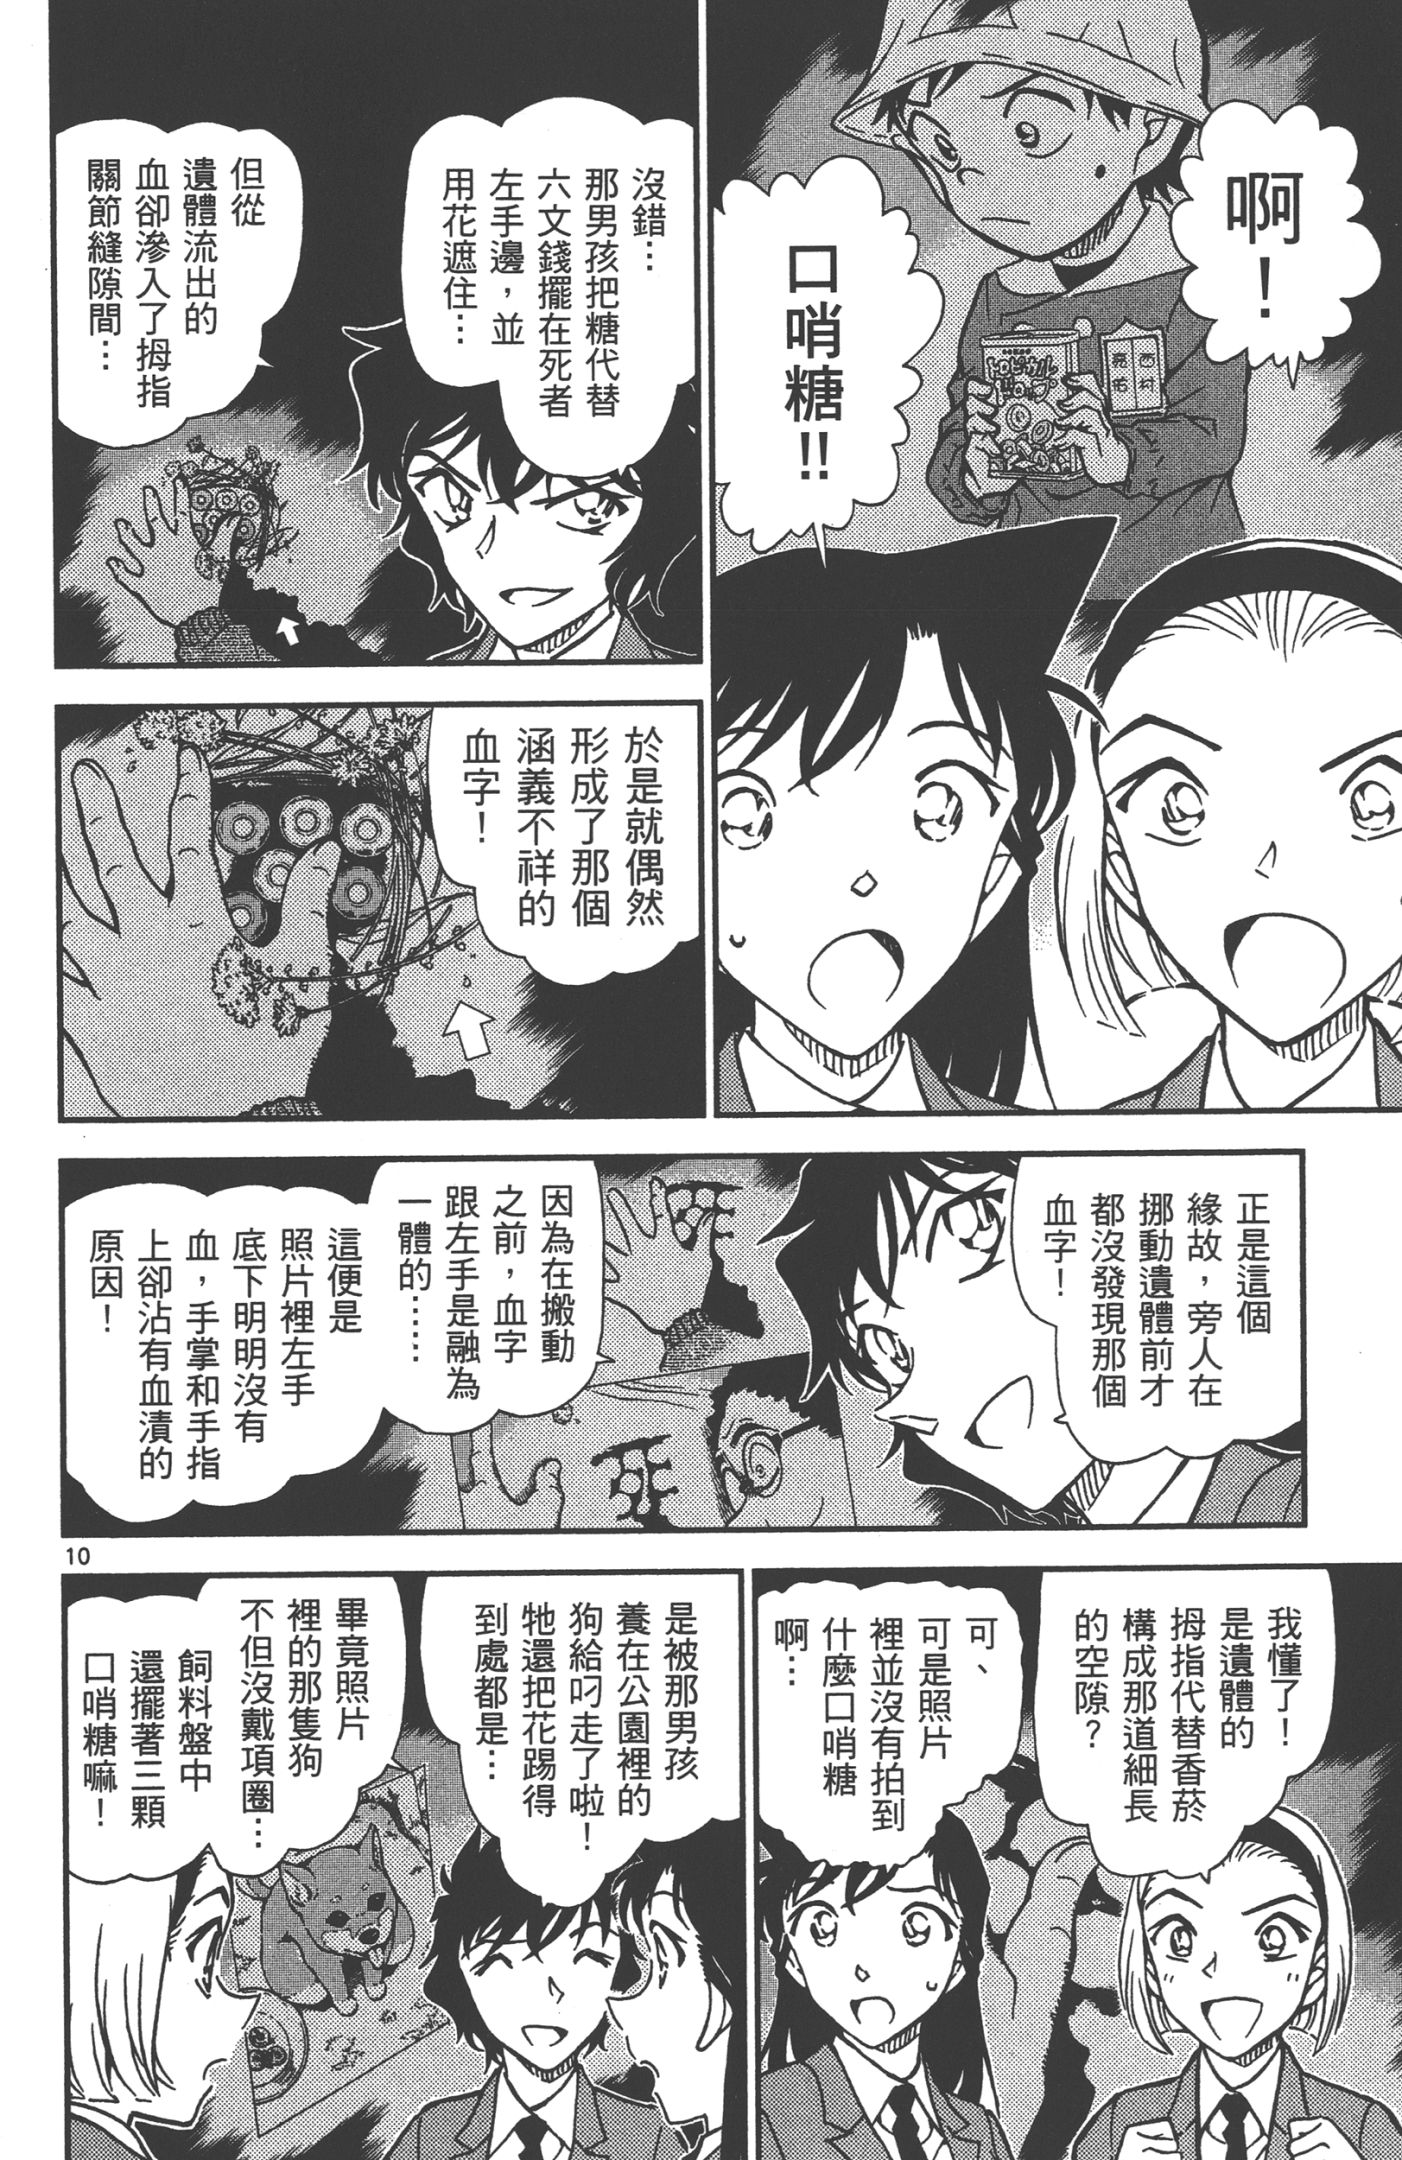 啊！
口哨糖!!
西村
トロピカル
沒錯…
那男孩把糖代替
六文錢擺在死者
左手邊，並
用花遮住…
但從
遺體流出的
血卻滲入了拇指
關節縫隙間…
於是就偶然
形成了那個
涵義不祥的
血字！
正是這個
緣故，旁人在
挪動遺體前才
都沒發現那個
血字！
因為在搬動
之前，血字
跟左手是融為
一體的……
死
這便是
照片裡左手
底下明明沒有
血，手掌和手指
上卻沾有血漬的
原因！
10
我懂了！
是遺體的
拇指代替香菸
構成那道細長
的空隙？
可、
可是照片
裡並沒有拍到
什麼口哨糖
啊…
是被那男孩
養在公園裡的
狗給叼走了啦！
牠還把花踢得
到處都是…
畢竟照片
裡的那隻狗
不但沒戴項圈…
飼料盤中
還擺著三顆
口哨糖嘛！